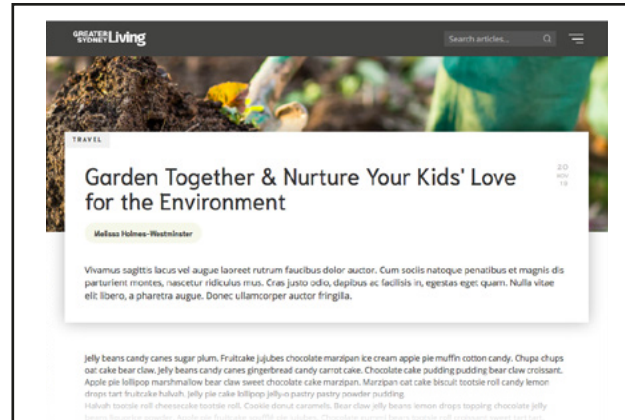 GREATER SYDNEY Living
Search articles...
TRAVEL
Garden Together & Nurture Your Kids' Love
for the Environment
20
NOV
19
Melissa Holmes-Westminster
Vivamus sagittis lacus vel augue laoreet rutrum faucibus dolor auctor. Cum sociis natoque penatibus et magnis dis
parturient montes, nascetur ridiculus mus. Cras justo odio, dapibus ac facilisis in, egestas eget quam. Nulla vitae
elit libero, a pharetra augue. Donec ullamcorper auctor fringilla.
Jelly beans candy canes sugar plum. Fruitcake jujubes chocolate marzipan ice cream apple pie muffin cotton candy. Chupa chups
oat cake bear claw. Jelly beans candy canes gingerbread candy carrot cake. Chocolate cake pudding pudding bear claw croissant.
Apple pie lollipop marshmallow bear claw sweet chocolate cake marzipan. Marzipan oat cake biscuit tootsie roll candy lemon
drops tart fruitcake halvah. Jelly pie cake lollipop jelly-o pastry pastry powder pudding.
Halvah tootsie roll cheesecake tootsie roll. Cookie donut caramels. Bear claw jelly beans lemon drops topping chocolate jelly